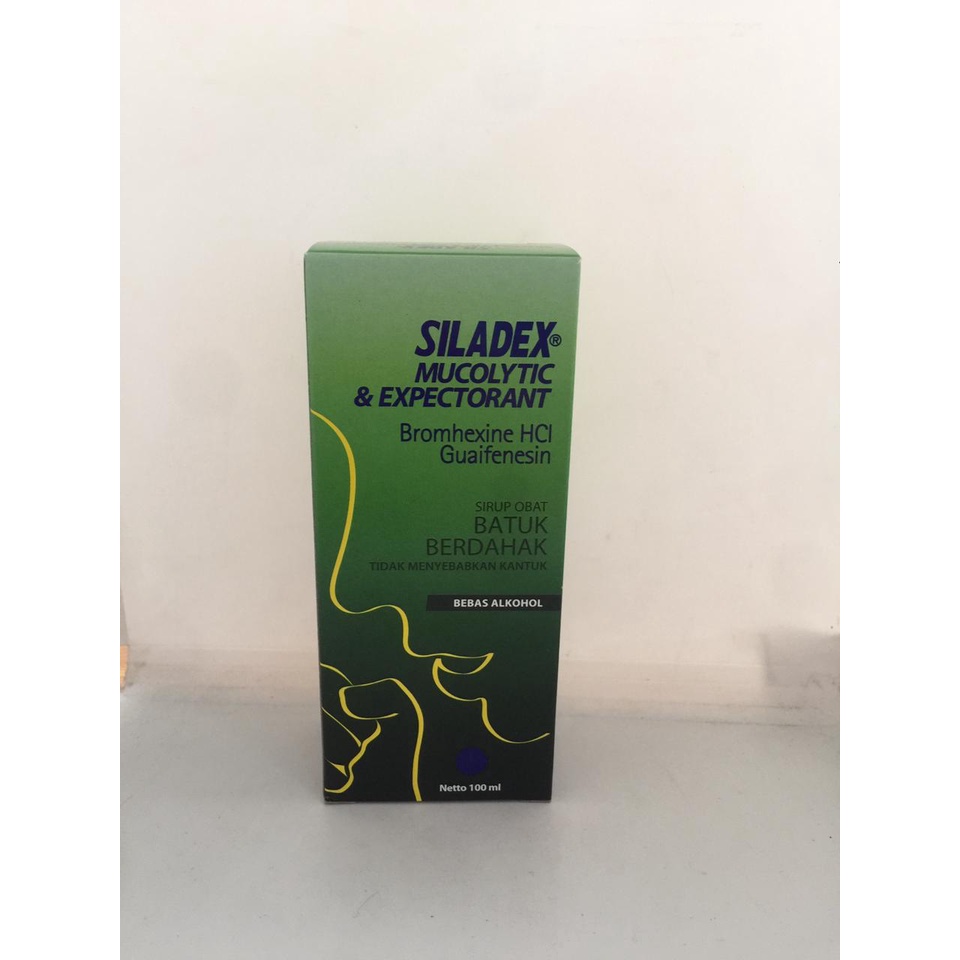 SILADEX®
MUCOLYTIC
& EXPECTORANT
Bromhexine HCl
Guaifenesin
SIRUP OBAT
BATUK
BERDAHAK
TIDAK MENYEBABKAN KANTUK
BEBAS ALKOHOL
Netto 100 ml